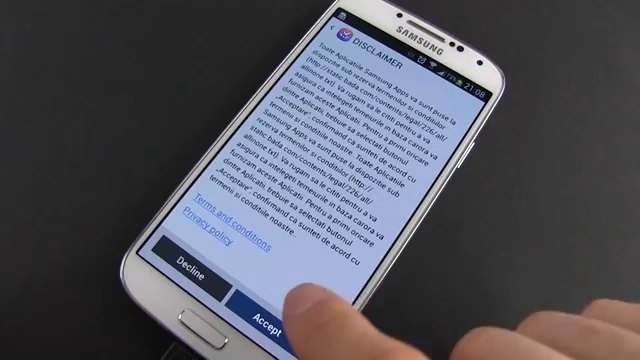 SAMSUNG
21:08
DISCLAIMER
Toate Aplicatiile Samsung Apps va sunt puse la
dispozitie sub rezerva termenilor si conditiilor
(http://static.bada.com/contents/legal/226/all/
allinone.txt). Va rugam sa le cititi pentru a va
asigura ca intelegeti temeiurile in baza carora va
furnizam aceste Aplicatii. Pentru a primi oricare
dintre Aplicatii, trebuie sa selectati butonul
„Acceptare”, confirmand ca sunteti de acord cu
termenii si conditiile noastre. Toate Aplicatiile
Samsung Apps va sunt puse la dispozitie sub
rezerva termenilor si conditiilor (http://
static.bada.com/contents/legal/226/all/
allinone.txt). Va rugam sa le cititi pentru a va
asigura ca intelegeti temeiurile in baza carora va
furnizam aceste Aplicatii. Pentru a primi oricare
dintre Aplicatii, trebuie sa selectati butonul
„Acceptare”, confirmand ca sunteti de acord cu
termenii si conditiile noastre.
Terms and conditions
Privacy policy
Decline
Accept